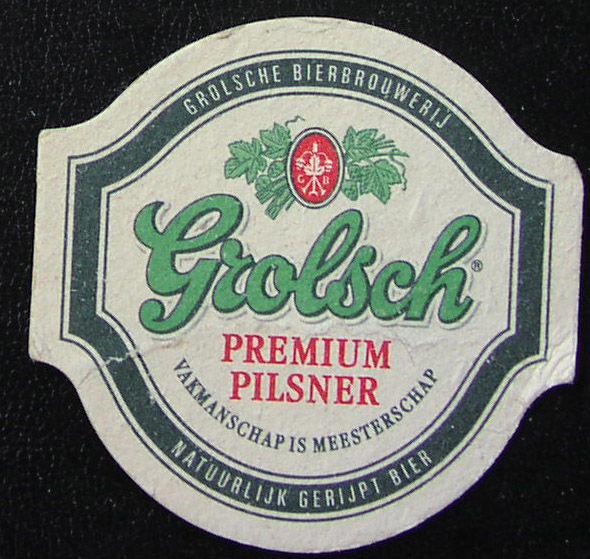 GROLSCHE BIERBROUWERIJ
G B
Grolsch®
PREMIUM
PILSNER
VAKMANSCHAP IS MEESTERSCHAP
NATUURLIJK GERIJPT BIER